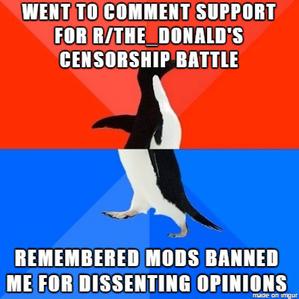 WENT TO COMMENT SUPPORT
FOR R/THE_DONALD'S
CENSORSHIP BATTLE
REMEMBERED MODS BANNED
ME FOR DISSENTING OPINIONS
made on imgur